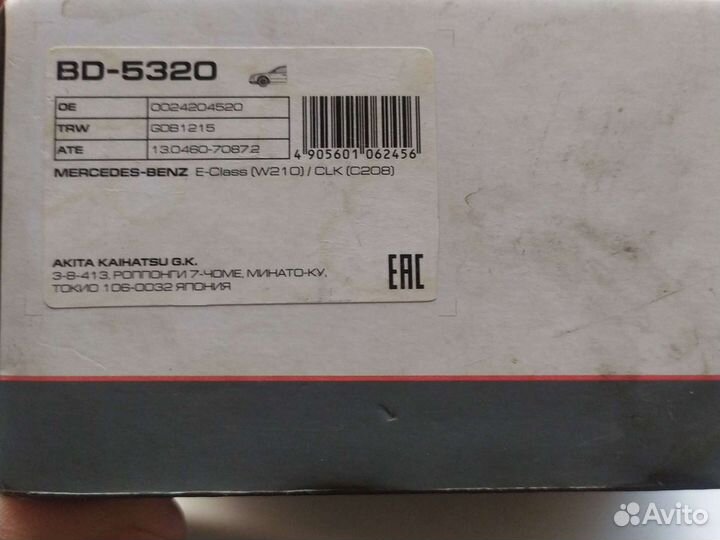 BD-5320
OE 0024204520
TRW GDB1215
ATE 13.0460-7087.2
4 905601 062456
MERCEDES-BENZ E-Class (W210) / CLK (C208)
AKITA KAIHATSU G.K.
3-8-413, РОППОНГИ 7-ЧОМЕ, МИНАТО-КУ,
ТОКИО 106-0032 ЯПОНИЯ
EAC
Avito